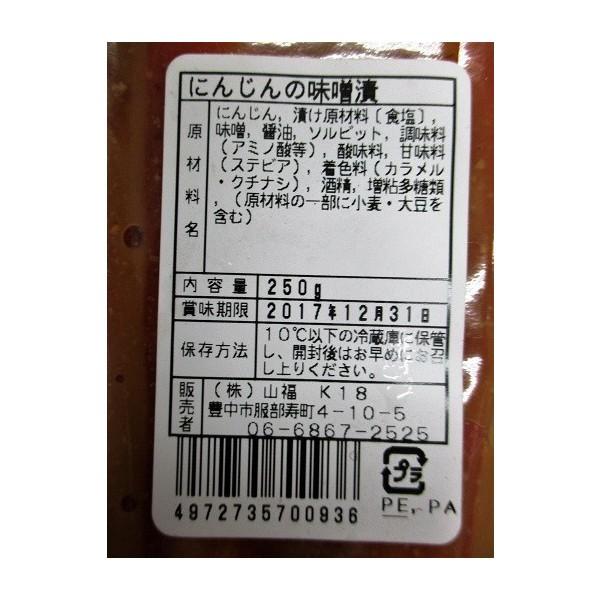 にんじんの味噌漬
原材料名
にんじん, 漬け原材料〔食塩〕,
味噌, 醤油, ソルビット, 調味料
(アミノ酸等), 酸味料, 甘味料
(ステビア), 着色料(カラメル
・クチナシ), 酒精, 増粘多糖類
, (原材料の一部に小麦・大豆を
含む)
内容量 250g
賞味期限 2017年12月31日
保存方法
10℃以下の冷蔵庫に保管
し、開封後はお早めにお召
し上りください。
販売者
(株)山福 K18
豊中市服部寿町4-10-5
06-6867-2525
4972735700936
プラ
PE, PA